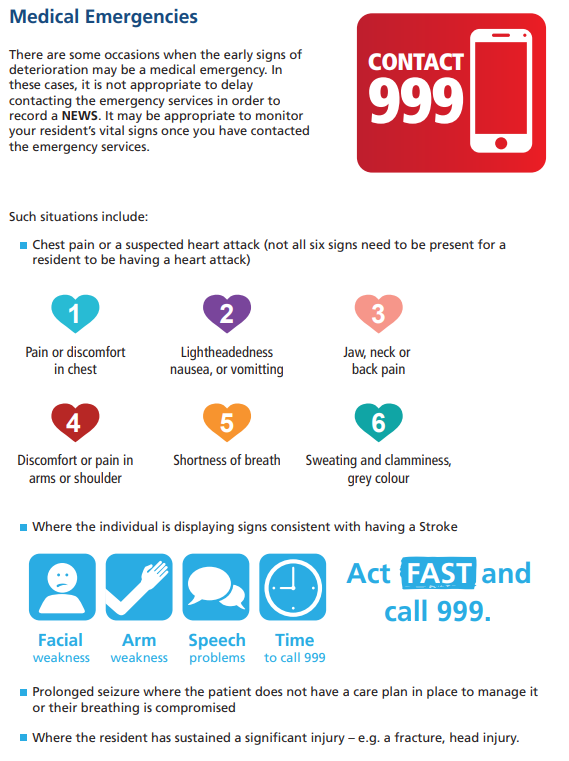 Medical Emergencies
There are some occasions when the early signs of
deterioration may be a medical emergency. In
these cases, it is not appropriate to delay
contacting the emergency services in order to
record a NEWS. It may be appropriate to monitor
your resident's vital signs once you have contacted
the emergency services.
CONTACT
999
Such situations include:
Chest pain or a suspected heart attack (not all six signs need to be present for a
resident to be having a heart attack)
1
Pain or discomfort
in chest
2
Lightheadedness
nausea, or vomitting
3
Jaw, neck or
back pain
4
Discomfort or pain in
arms or shoulder
5
Shortness of breath
6
Sweating and clamminess,
grey colour
Where the individual is displaying signs consistent with having a Stroke
Facial
weakness
Arm
weakness
Speech
problems
Time
to call 999
Act FAST and
call 999.
Prolonged seizure where the patient does not have a care plan in place to manage it
or their breathing is compromised
Where the resident has sustained a significant injury – e.g. a fracture, head injury.